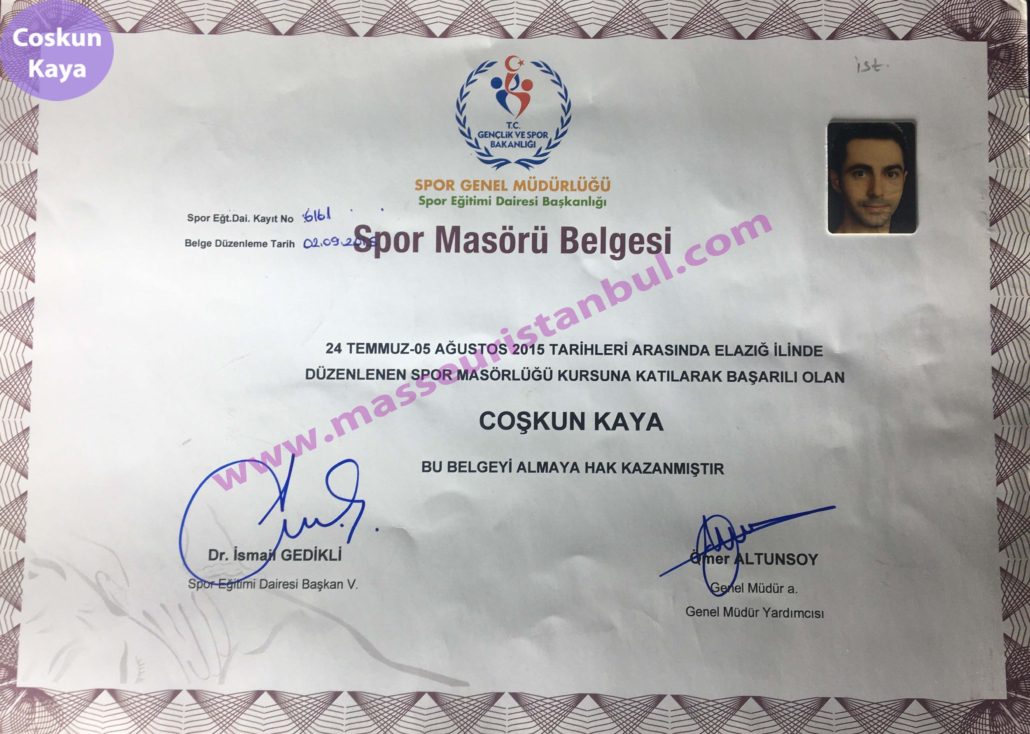 Coskun
Kaya
ist.
T.C.
GENÇLİK VE SPOR
BAKANLIĞI
SPOR GENEL MÜDÜRLÜĞÜ
Spor Eğitimi Dairesi Başkanlığı
Spor Eğt.Dai. Kayıt No 6161
Belge Düzenleme Tarih 02.09.2015
Spor Masörü Belgesi
www.masseuristanbul.com
24 TEMMUZ-05 AĞUSTOS 2015 TARİHLERİ ARASINDA ELAZIĞ İLİNDE
DÜZENLENEN SPOR MASÖRLÜĞÜ KURSUNA KATILARAK BAŞARILI OLAN
COŞKUN KAYA
BU BELGEYİ ALMAYA HAK KAZANMIŞTIR
Dr. İsmail GEDİKLİ
Spor Eğitimi Dairesi Başkan V.
Ömer ALTUNSOY
Genel Müdür a.
Genel Müdür Yardımcısı